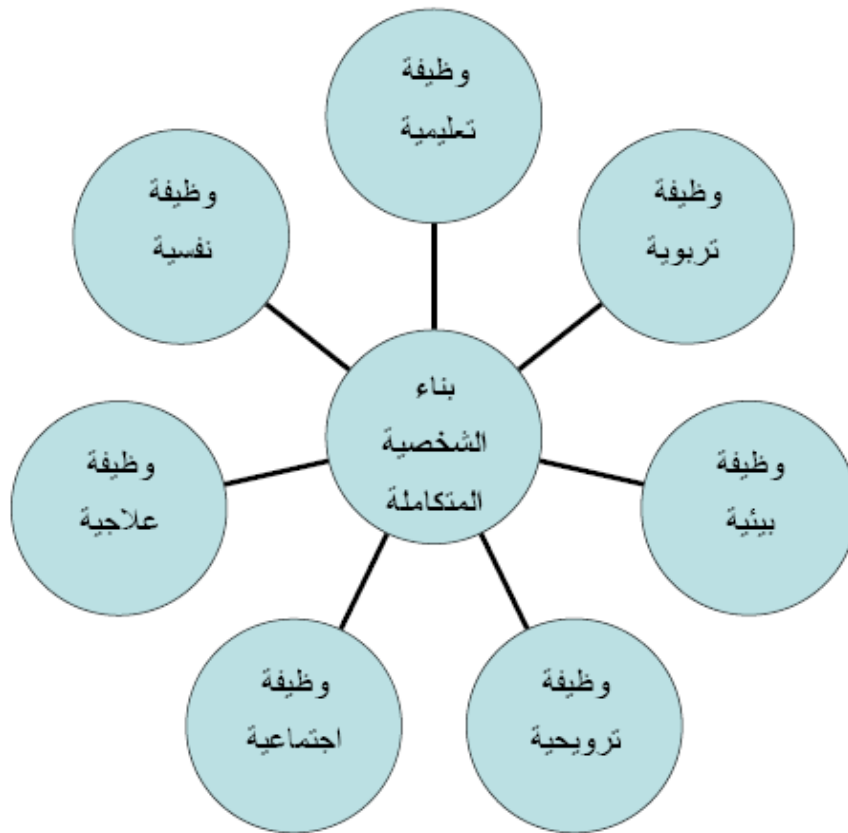 وظيفة
تعليمية
وظيفة
تربوية
وظيفة
بيئية
وظيفة
ترويحية
وظيفة
اجتماعية
وظيفة
علاجية
وظيفة
نفسية
بناء
الشخصية
المتكاملة